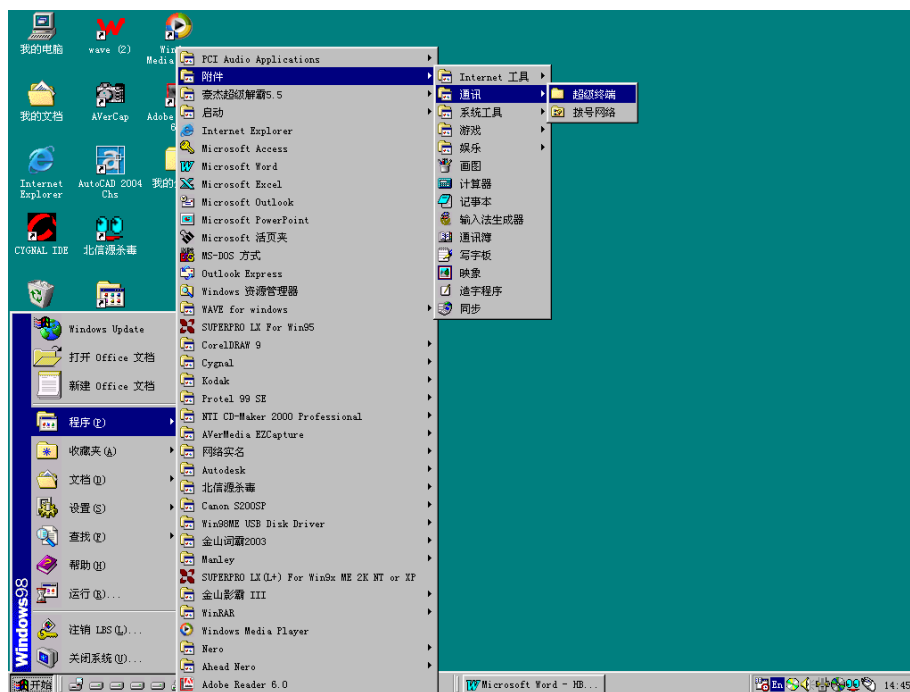 我的电脑
wave (2)
我的文档
AVerCap
Internet Explorer
AutoCAD 2004 Chs
CYGNAL IDE
北信源杀毒
PCI Audio Applications
附件
豪杰超级解霸5.5
启动
Internet Explorer
Microsoft Access
Microsoft Word
Microsoft Excel
Microsoft Outlook
Microsoft PowerPoint
Microsoft 活页夹
MS-DOS 方式
Outlook Express
Windows 资源管理器
WAVE for windows
SUPERPRO LX For Win95
CorelDRAW 9
Cygnal
Kodak
Protel 99 SE
NTI CD-Maker 2000 Professional
AVerMedia EZCapture
网络实名
Autodesk
北信源杀毒
Canon S200SP
Win98ME USB Disk Driver
金山词霸2003
Manley
SUPERPRO LX(L+) For Win9x ME 2K NT or XP
金山影霸 III
WinRAR
Windows Media Player
Nero
Ahead Nero
Adobe Reader 6.0
Internet 工具
通讯
系统工具
游戏
娱乐
画图
计算器
记事本
输入法生成器
通讯簿
写字板
映象
造字程序
同步
超级终端
拨号网络
Windows Update
打开 Office 文档
新建 Office 文档
程序(P)
收藏夹(A)
文档(D)
设置(S)
查找(F)
帮助(H)
运行(R)...
注销 LBS(L)...
关闭系统(U)...
Windows98
开始
Microsoft Word - HB...
En
14:45